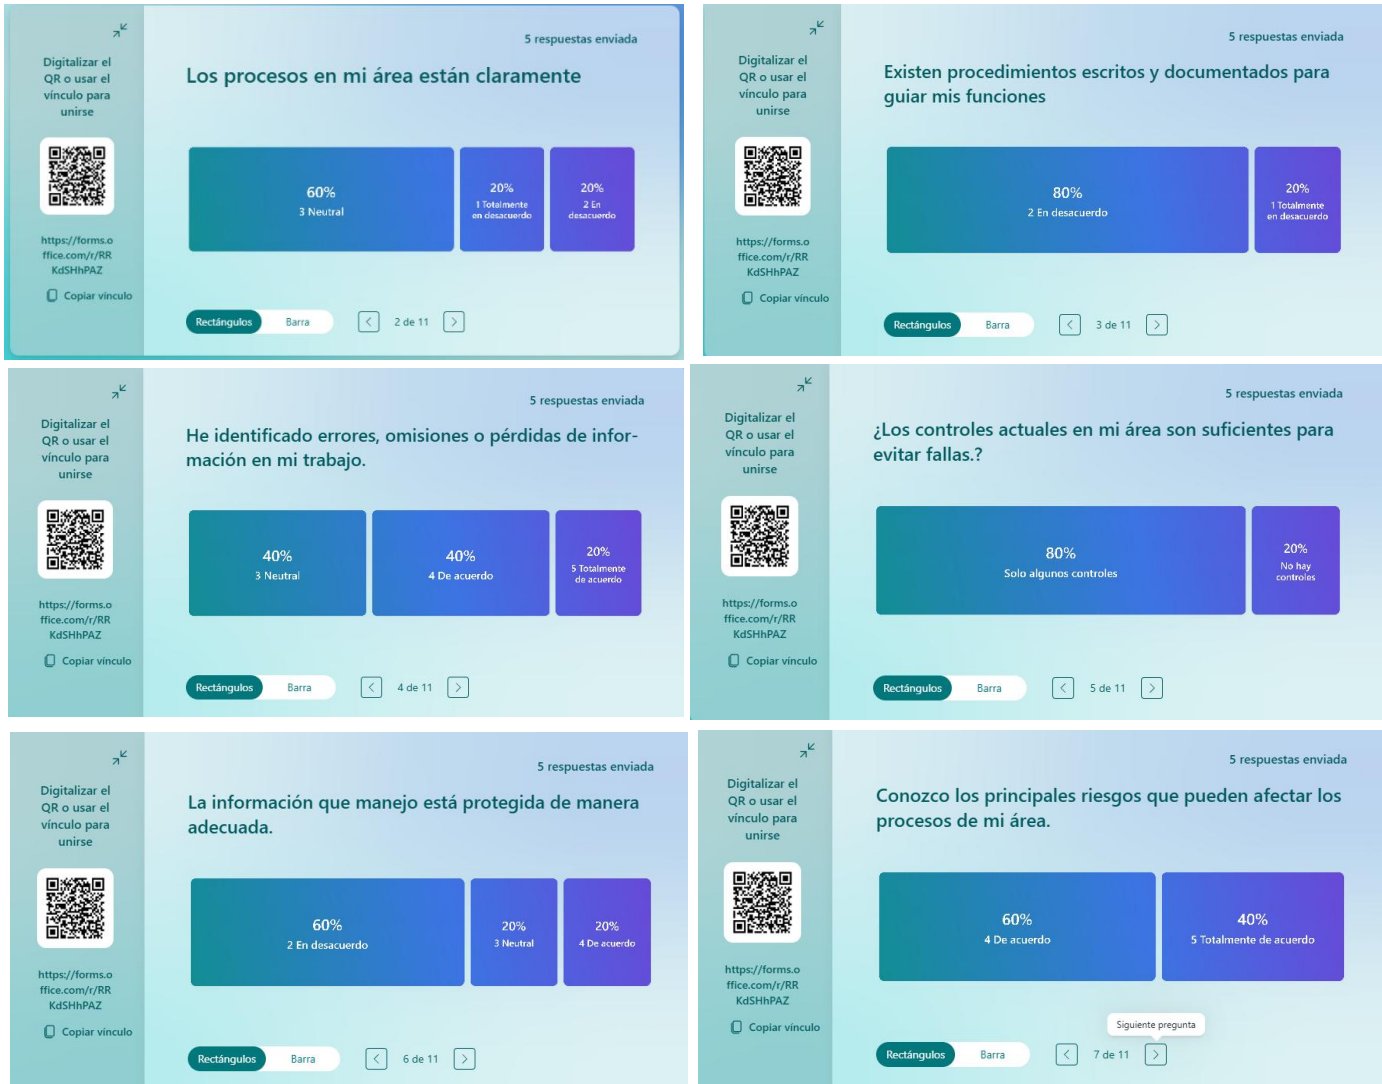 5 respuestas enviada
Digitalizar el
QR o usar el
vínculo para
unirse
https://forms.o
ffice.com/r/RR
KdSHhPAZ
Copiar vínculo
Los procesos en mi área están claramente
60%
3 Neutral
20%
1 Totalmente
en desacuerdo
20%
2 En
desacuerdo
Rectángulos
Barra
2 de 11
5 respuestas enviada
Digitalizar el
QR o usar el
vínculo para
unirse
https://forms.o
ffice.com/r/RR
KdSHhPAZ
Copiar vínculo
Existen procedimientos escritos y documentados para
guiar mis funciones
80%
2 En desacuerdo
20%
1 Totalmente
en desacuerdo
Rectángulos
Barra
3 de 11
5 respuestas enviada
Digitalizar el
QR o usar el
vínculo para
unirse
https://forms.o
ffice.com/r/RR
KdSHhPAZ
Copiar vínculo
He identificado errores, omisiones o pérdidas de infor-
mación en mi trabajo.
40%
3 Neutral
40%
4 De acuerdo
20%
5 Totalmente
de acuerdo
Rectángulos
Barra
4 de 11
5 respuestas enviada
Digitalizar el
QR o usar el
vínculo para
unirse
https://forms.o
ffice.com/r/RR
KdSHhPAZ
Copiar vínculo
¿Los controles actuales en mi área son suficientes para
evitar fallas.?
80%
Solo algunos controles
20%
No hay
controles
Rectángulos
Barra
5 de 11
5 respuestas enviada
Digitalizar el
QR o usar el
vínculo para
unirse
https://forms.o
ffice.com/r/RR
KdSHhPAZ
Copiar vínculo
La información que manejo está protegida de manera
adecuada.
60%
2 En desacuerdo
20%
3 Neutral
20%
4 De acuerdo
Rectángulos
Barra
6 de 11
5 respuestas enviada
Digitalizar el
QR o usar el
vínculo para
unirse
https://forms.o
ffice.com/r/RR
KdSHhPAZ
Copiar vínculo
Conozco los principales riesgos que pueden afectar los
procesos de mi área.
60%
4 De acuerdo
40%
5 Totalmente de acuerdo
Siguiente pregunta
Rectángulos
Barra
7 de 11